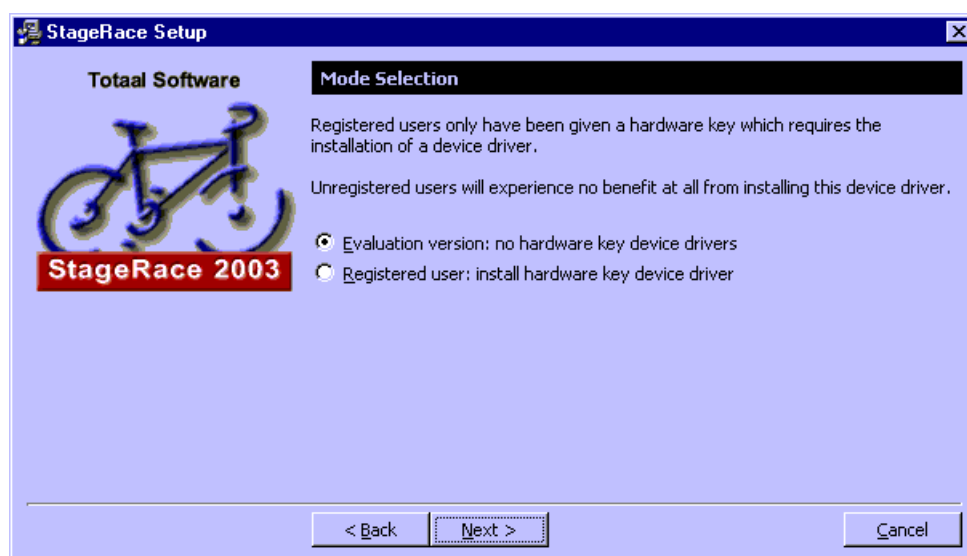 StageRace Setup
Totaal Software
StageRace 2003
Mode Selection
Registered users only have been given a hardware key which requires the
installation of a device driver.
Unregistered users will experience no benefit at all from installing this device driver.
Evaluation version: no hardware key device drivers
Registered user: install hardware key device driver
< Back
Next >
Cancel